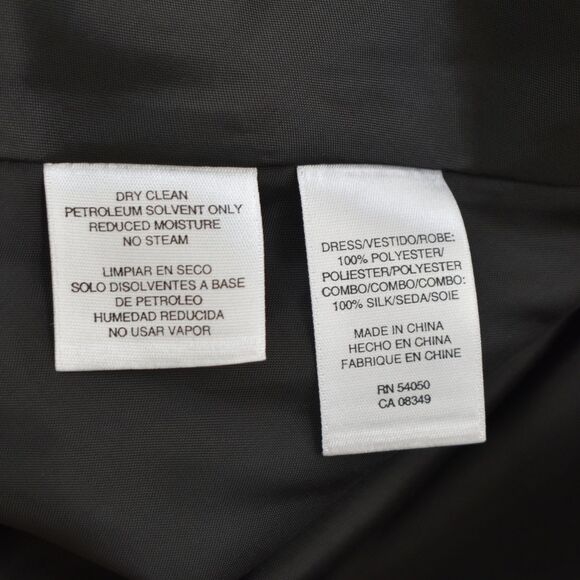 DRY CLEAN
PETROLEUM SOLVENT ONLY
REDUCED MOISTURE
NO STEAM
LIMPIAR EN SECO
SOLO DISOLVENTES A BASE
DE PETROLEO
HUMEDAD REDUCIDA
NO USAR VAPOR
DRESS/VESTIDO/ROBE:
100% POLYESTER/
POLIESTER/POLYESTER
COMBO/COMBO/COMBO:
100% SILK/SEDA/SOIE
MADE IN CHINA
HECHO EN CHINA
FABRIQUE EN CHINE
RN 54050
CA 08349